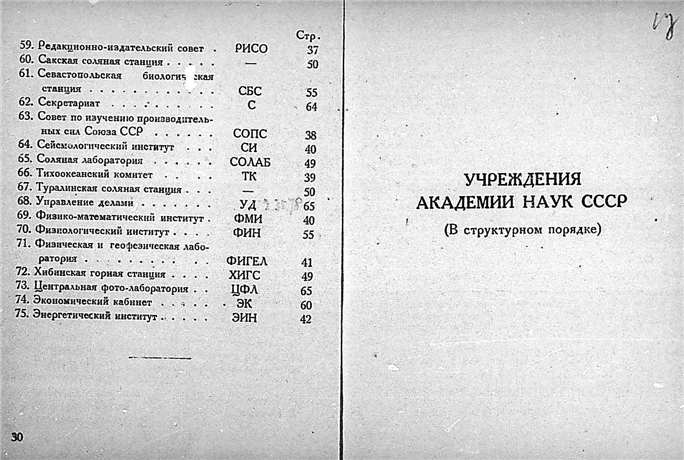 Стр.
59. Редакционно-издательский совет . РИСО 37
60. Сакская соляная станция . . . . . — 50
61. Севастопольская биологическая
станция . . . . . . . . . СБС 55
62. Секретариат . . . . . . . . С 64
63. Совет по изучению производитель-
ных сил Союза ССР . . . . . . СОПС 38
64. Сейсмологический институт . . . . СИ 40
65. Соляная лаборатория . . . . . . СОЛАБ 49
66. Тихоокеанский комитет . . . . . ТК 39
67. Туралинская соляная станция . . . — 50
68. Управление делами . . . . . . . УД 65
69. Физико-математический институт . ФМИ 40
70. Физиологический институт . . . . ФИН 55
71. Физическая и геофезическая лабо-
ратория . . . . . . . . . ФИГЕЛ 41
72. Хибинская горная станция . . . . ХИГС 49
73. Центральная фото-лаборатория . . . ЦФЛ 65
74. Экономический кабинет . . . . . ЭК 60
75. Энергетический институт . . . . . ЭИН 42
30
УЧРЕЖДЕНИЯ
АКАДЕМИИ НАУК СССР
(В структурном порядке)